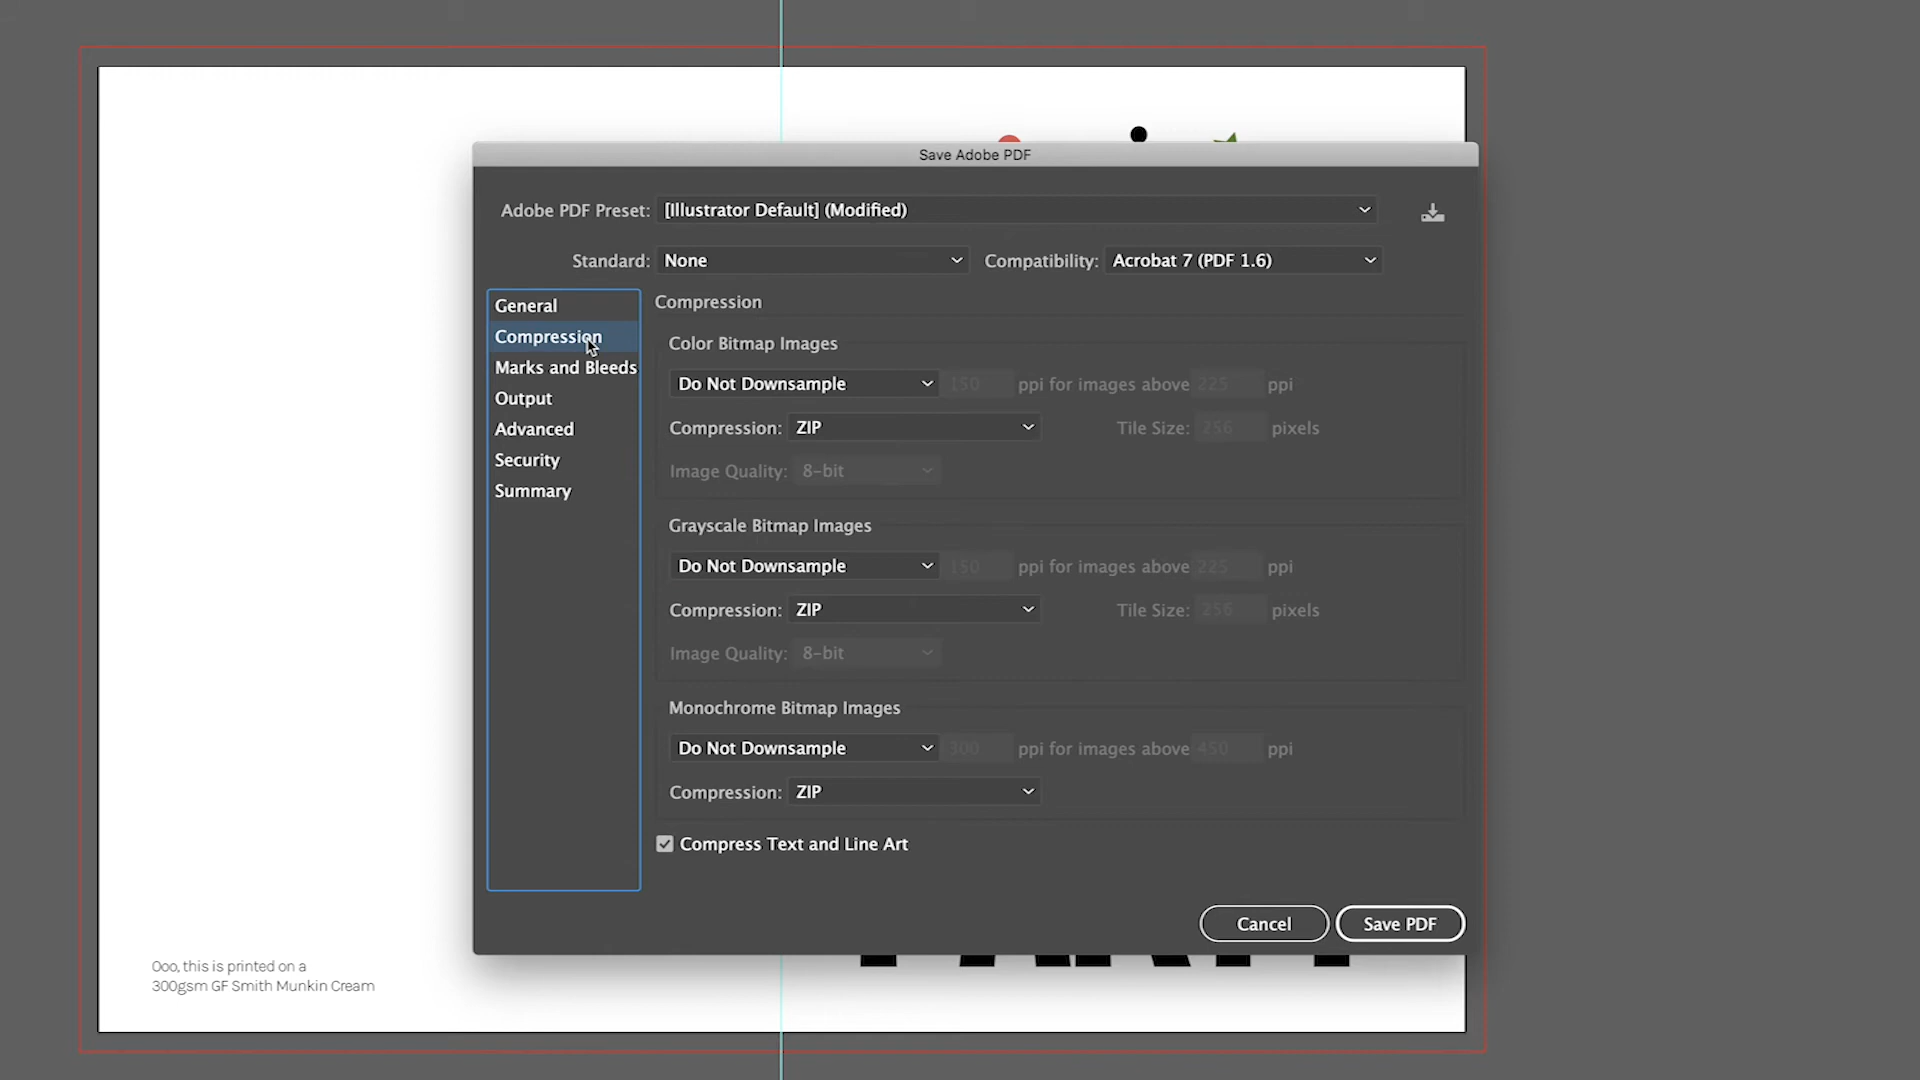 Save Adobe PDF
Adobe PDF Preset: [Illustrator Default] (Modified)
Standard: None Compatibility: Acrobat 7 (PDF 1.6)
General
Compression
Marks and Bleeds
Output
Advanced
Security
Summary
Compression
Color Bitmap Images
Do Not Downsample 150 ppi for images above 225 ppi
Compression: ZIP Tile Size: 256 pixels
Image Quality: 8-bit
Grayscale Bitmap Images
Do Not Downsample 150 ppi for images above 225 ppi
Compression: ZIP Tile Size: 256 pixels
Image Quality: 8-bit
Monochrome Bitmap Images
Do Not Downsample 300 ppi for images above 450 ppi
Compression: ZIP
Compress Text and Line Art
Cancel Save PDF
Ooo, this is printed on a
300gsm GF Smith Munkin Cream